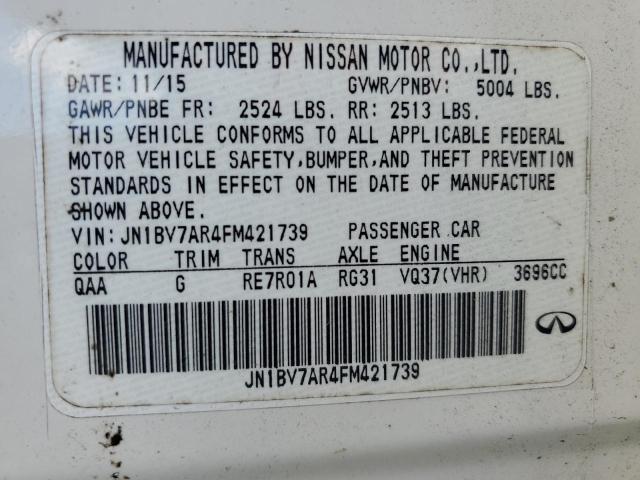 MANUFACTURED BY NISSAN MOTOR CO.,LTD.
DATE: 11/15 GVWR/PNBV: 5004 LBS.
GAWR/PNBE FR: 2524 LBS. RR: 2513 LBS.
THIS VEHICLE CONFORMS TO ALL APPLICABLE FEDERAL
MOTOR VEHICLE SAFETY,BUMPER,AND THEFT PREVENTION
STANDARDS IN EFFECT ON THE DATE OF MANUFACTURE
SHOWN ABOVE.
VIN: JN1BV7AR4FM421739 PASSENGER CAR
COLOR TRIM TRANS AXLE ENGINE
QAA G RE7R01A RG31 VQ37(VHR) 3696CC
JN1BV7AR4FM421739